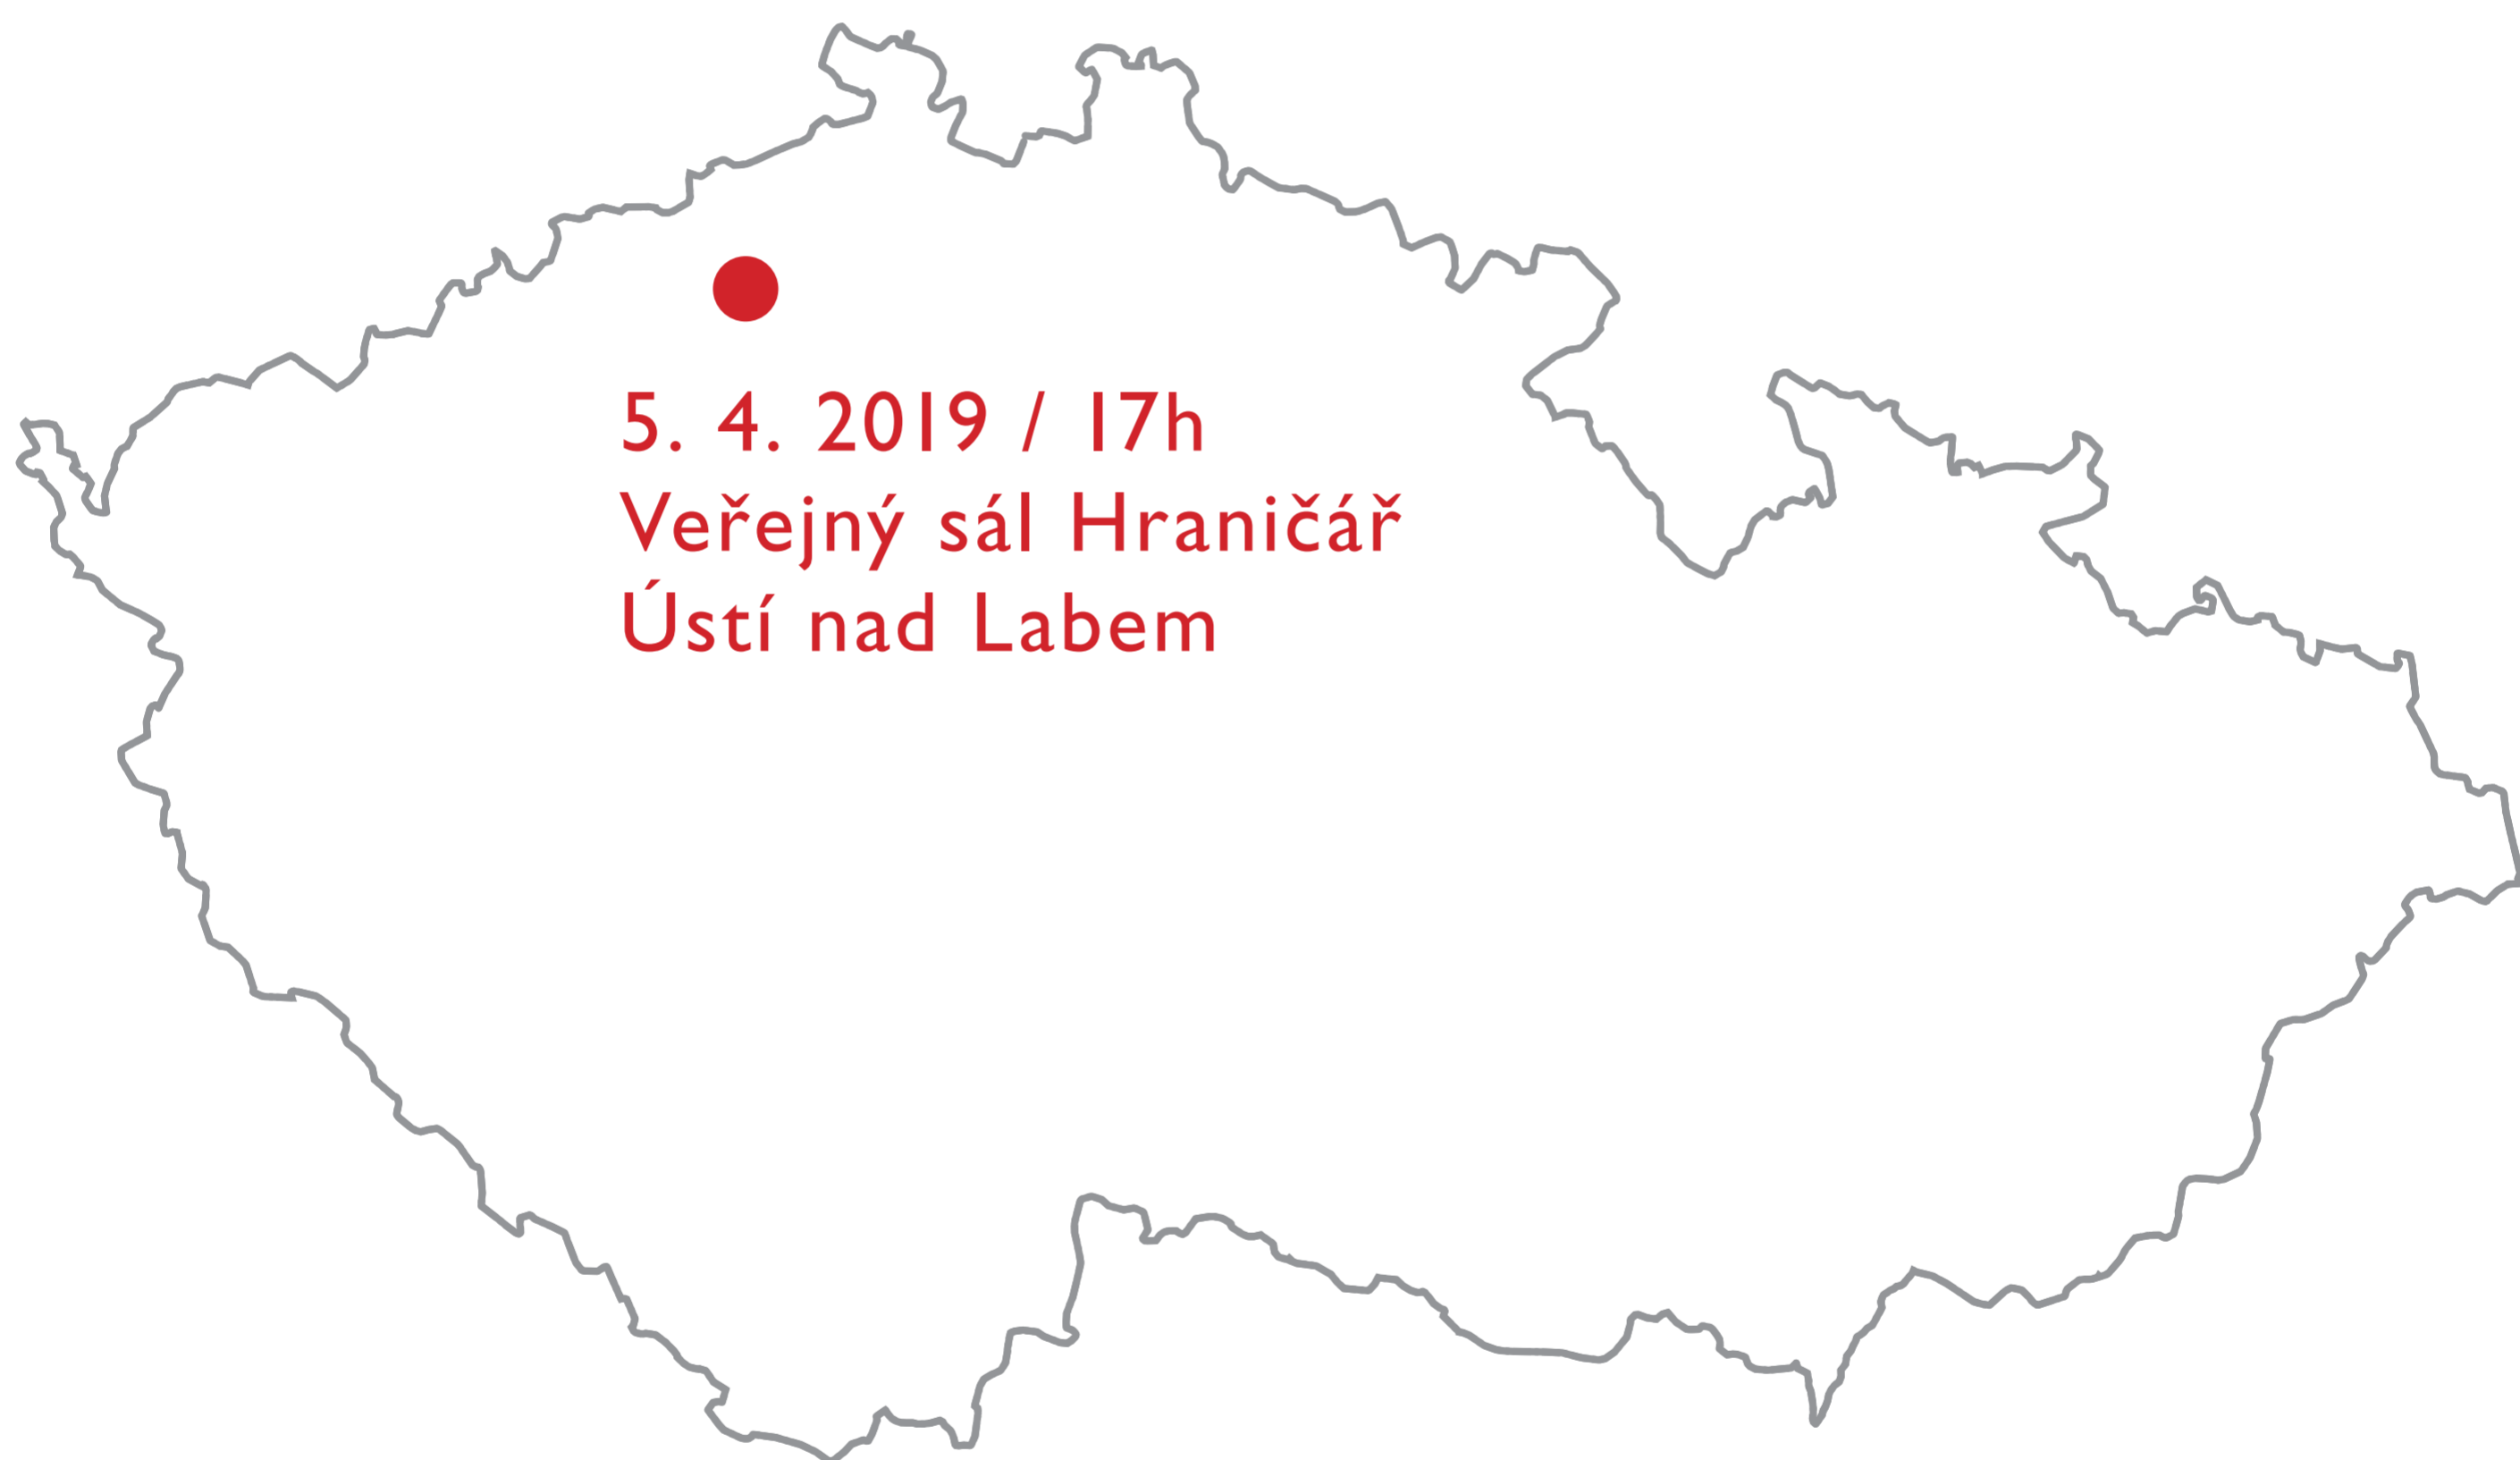 5. 4. 2019 / 17h
Veřejný sál Hraničář
Ústí nad Labem